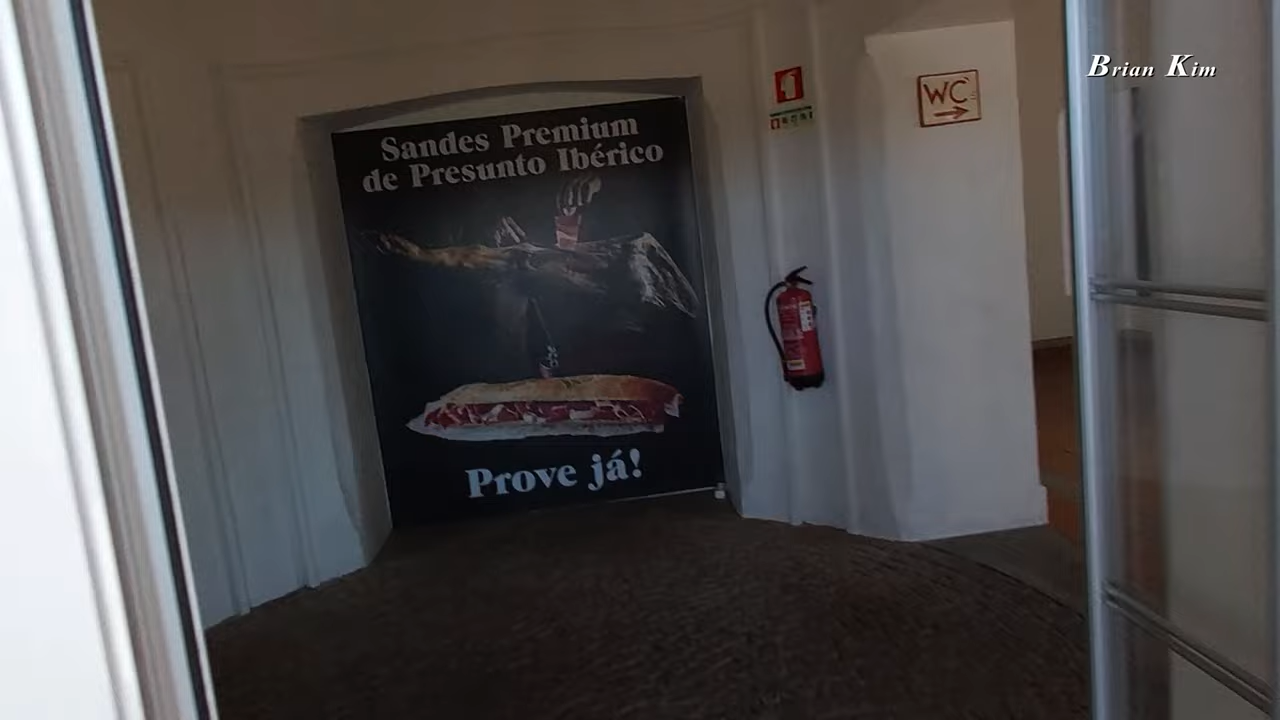 Brian Kim
WC
Sandes Premium
de Presunto Ibérico
Prove já!